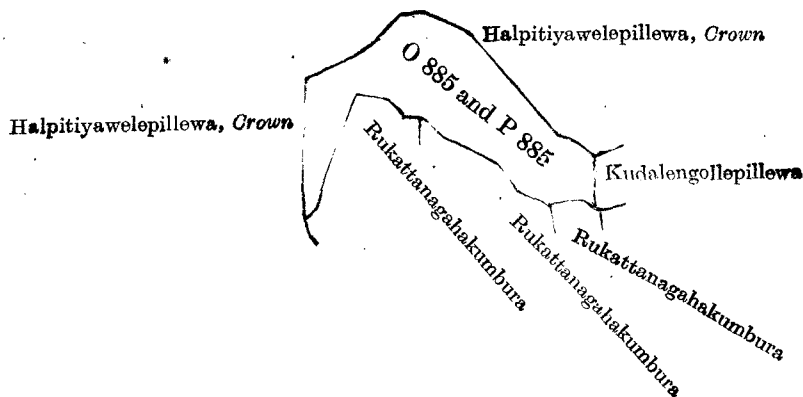 Halpitiyawelepillewa, Crown
O 885 and P 885
Halpitiyawelepillewa, Crown
Kudalengollepillewa
Rukattanagahakumbura
Rukattanagahakumbura
Rukattanagahakumbura